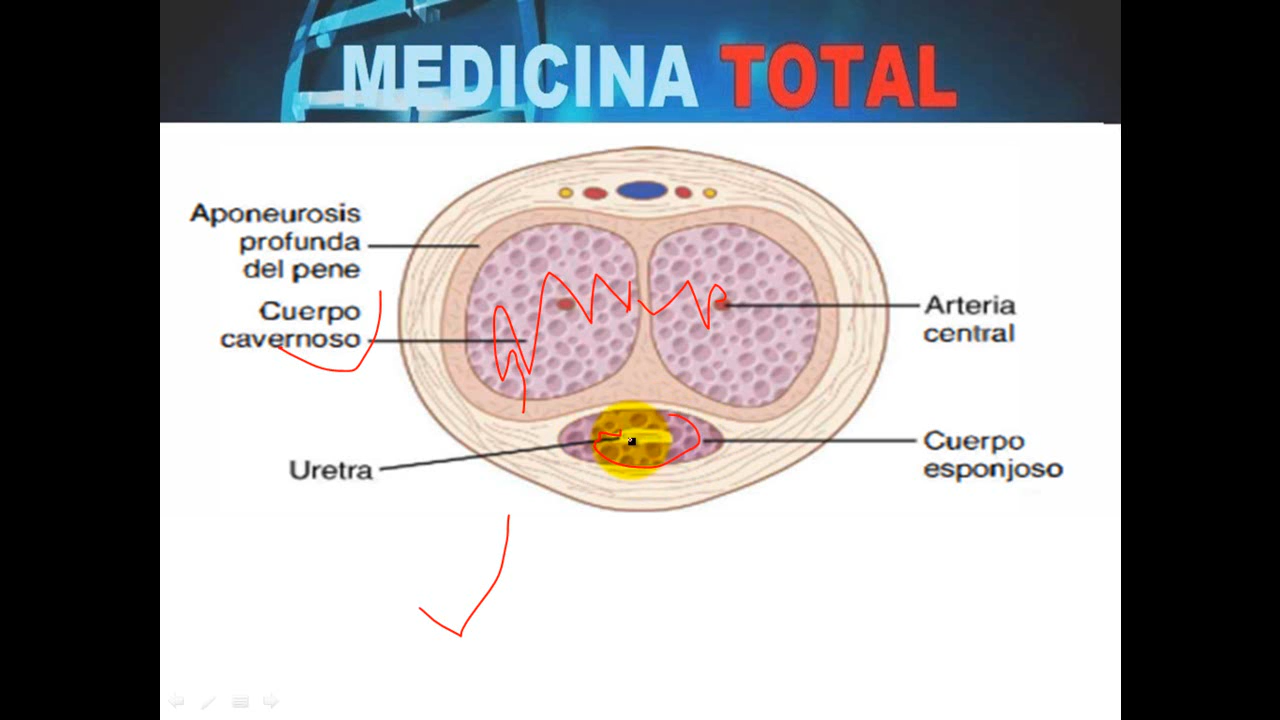 MEDICINA TOTAL
Aponeurosis
profunda
del pene
Cuerpo
cavernoso
Uretra
Arteria
central
Cuerpo
esponjoso